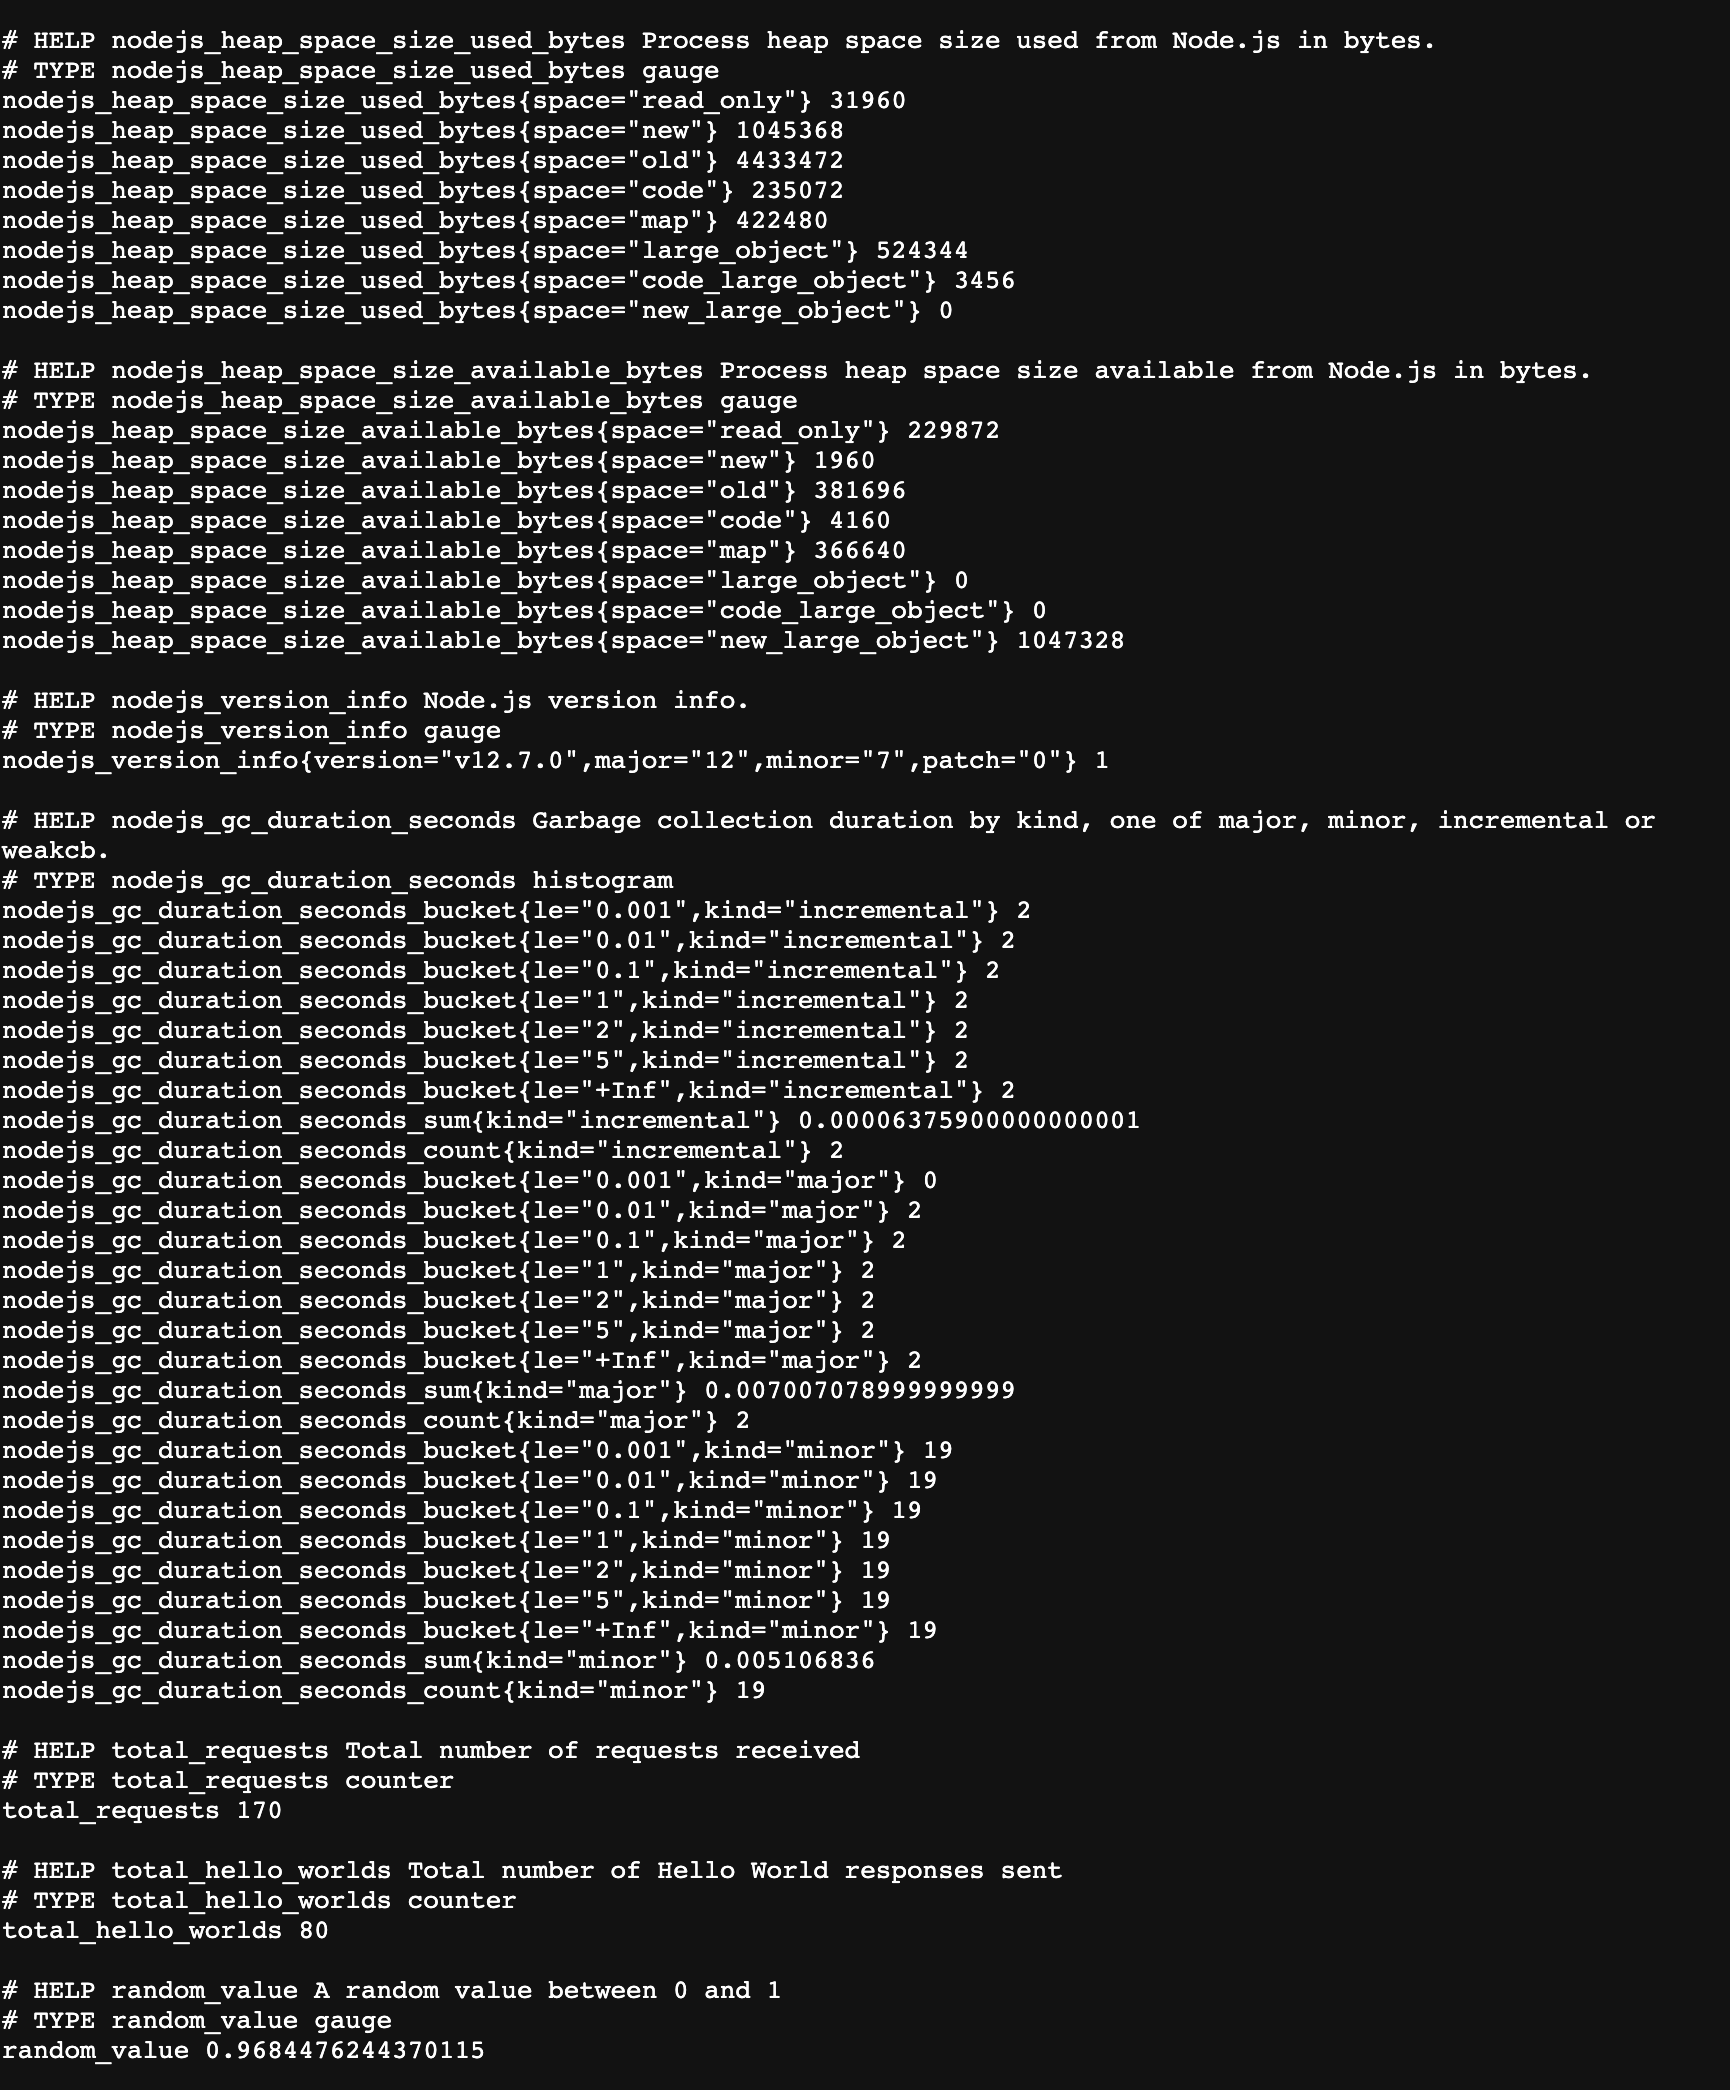 # HELP nodejs_heap_space_size_used_bytes Process heap space size used from Node.js in bytes.
# TYPE nodejs_heap_space_size_used_bytes gauge
nodejs_heap_space_size_used_bytes{space="read_only"} 31960
nodejs_heap_space_size_used_bytes{space="new"} 1045368
nodejs_heap_space_size_used_bytes{space="old"} 4433472
nodejs_heap_space_size_used_bytes{space="code"} 235072
nodejs_heap_space_size_used_bytes{space="map"} 422480
nodejs_heap_space_size_used_bytes{space="large_object"} 524344
nodejs_heap_space_size_used_bytes{space="code_large_object"} 3456
nodejs_heap_space_size_used_bytes{space="new_large_object"} 0
# HELP nodejs_heap_space_size_available_bytes Process heap space size available from Node.js in bytes.
# TYPE nodejs_heap_space_size_available_bytes gauge
nodejs_heap_space_size_available_bytes{space="read_only"} 229872
nodejs_heap_space_size_available_bytes{space="new"} 1960
nodejs_heap_space_size_available_bytes{space="old"} 381696
nodejs_heap_space_size_available_bytes{space="code"} 4160
nodejs_heap_space_size_available_bytes{space="map"} 366640
nodejs_heap_space_size_available_bytes{space="large_object"} 0
nodejs_heap_space_size_available_bytes{space="code_large_object"} 0
nodejs_heap_space_size_available_bytes{space="new_large_object"} 1047328
# HELP nodejs_version_info Node.js version info.
# TYPE nodejs_version_info gauge
nodejs_version_info{version="v12.7.0",major="12",minor="7",patch="0"} 1
# HELP nodejs_gc_duration_seconds Garbage collection duration by kind, one of major, minor, incremental or
weakcb.
# TYPE nodejs_gc_duration_seconds histogram
nodejs_gc_duration_seconds_bucket{le="0.001",kind="incremental"} 2
nodejs_gc_duration_seconds_bucket{le="0.01",kind="incremental"} 2
nodejs_gc_duration_seconds_bucket{le="0.1",kind="incremental"} 2
nodejs_gc_duration_seconds_bucket{le="1",kind="incremental"} 2
nodejs_gc_duration_seconds_bucket{le="2",kind="incremental"} 2
nodejs_gc_duration_seconds_bucket{le="5",kind="incremental"} 2
nodejs_gc_duration_seconds_bucket{le="+Inf",kind="incremental"} 2
nodejs_gc_duration_seconds_sum{kind="incremental"} 0.00006375900000000001
nodejs_gc_duration_seconds_count{kind="incremental"} 2
nodejs_gc_duration_seconds_bucket{le="0.001",kind="major"} 0
nodejs_gc_duration_seconds_bucket{le="0.01",kind="major"} 2
nodejs_gc_duration_seconds_bucket{le="0.1",kind="major"} 2
nodejs_gc_duration_seconds_bucket{le="1",kind="major"} 2
nodejs_gc_duration_seconds_bucket{le="2",kind="major"} 2
nodejs_gc_duration_seconds_bucket{le="5",kind="major"} 2
nodejs_gc_duration_seconds_bucket{le="+Inf",kind="major"} 2
nodejs_gc_duration_seconds_sum{kind="major"} 0.007007078999999999
nodejs_gc_duration_seconds_count{kind="major"} 2
nodejs_gc_duration_seconds_bucket{le="0.001",kind="minor"} 19
nodejs_gc_duration_seconds_bucket{le="0.01",kind="minor"} 19
nodejs_gc_duration_seconds_bucket{le="0.1",kind="minor"} 19
nodejs_gc_duration_seconds_bucket{le="1",kind="minor"} 19
nodejs_gc_duration_seconds_bucket{le="2",kind="minor"} 19
nodejs_gc_duration_seconds_bucket{le="5",kind="minor"} 19
nodejs_gc_duration_seconds_bucket{le="+Inf",kind="minor"} 19
nodejs_gc_duration_seconds_sum{kind="minor"} 0.005106836
nodejs_gc_duration_seconds_count{kind="minor"} 19
# HELP total_requests Total number of requests received
# TYPE total_requests counter
total_requests 170
# HELP total_hello_worlds Total number of Hello World responses sent
# TYPE total_hello_worlds counter
total_hello_worlds 80
# HELP random_value A random value between 0 and 1
# TYPE random_value gauge
random_value 0.9684476244370115